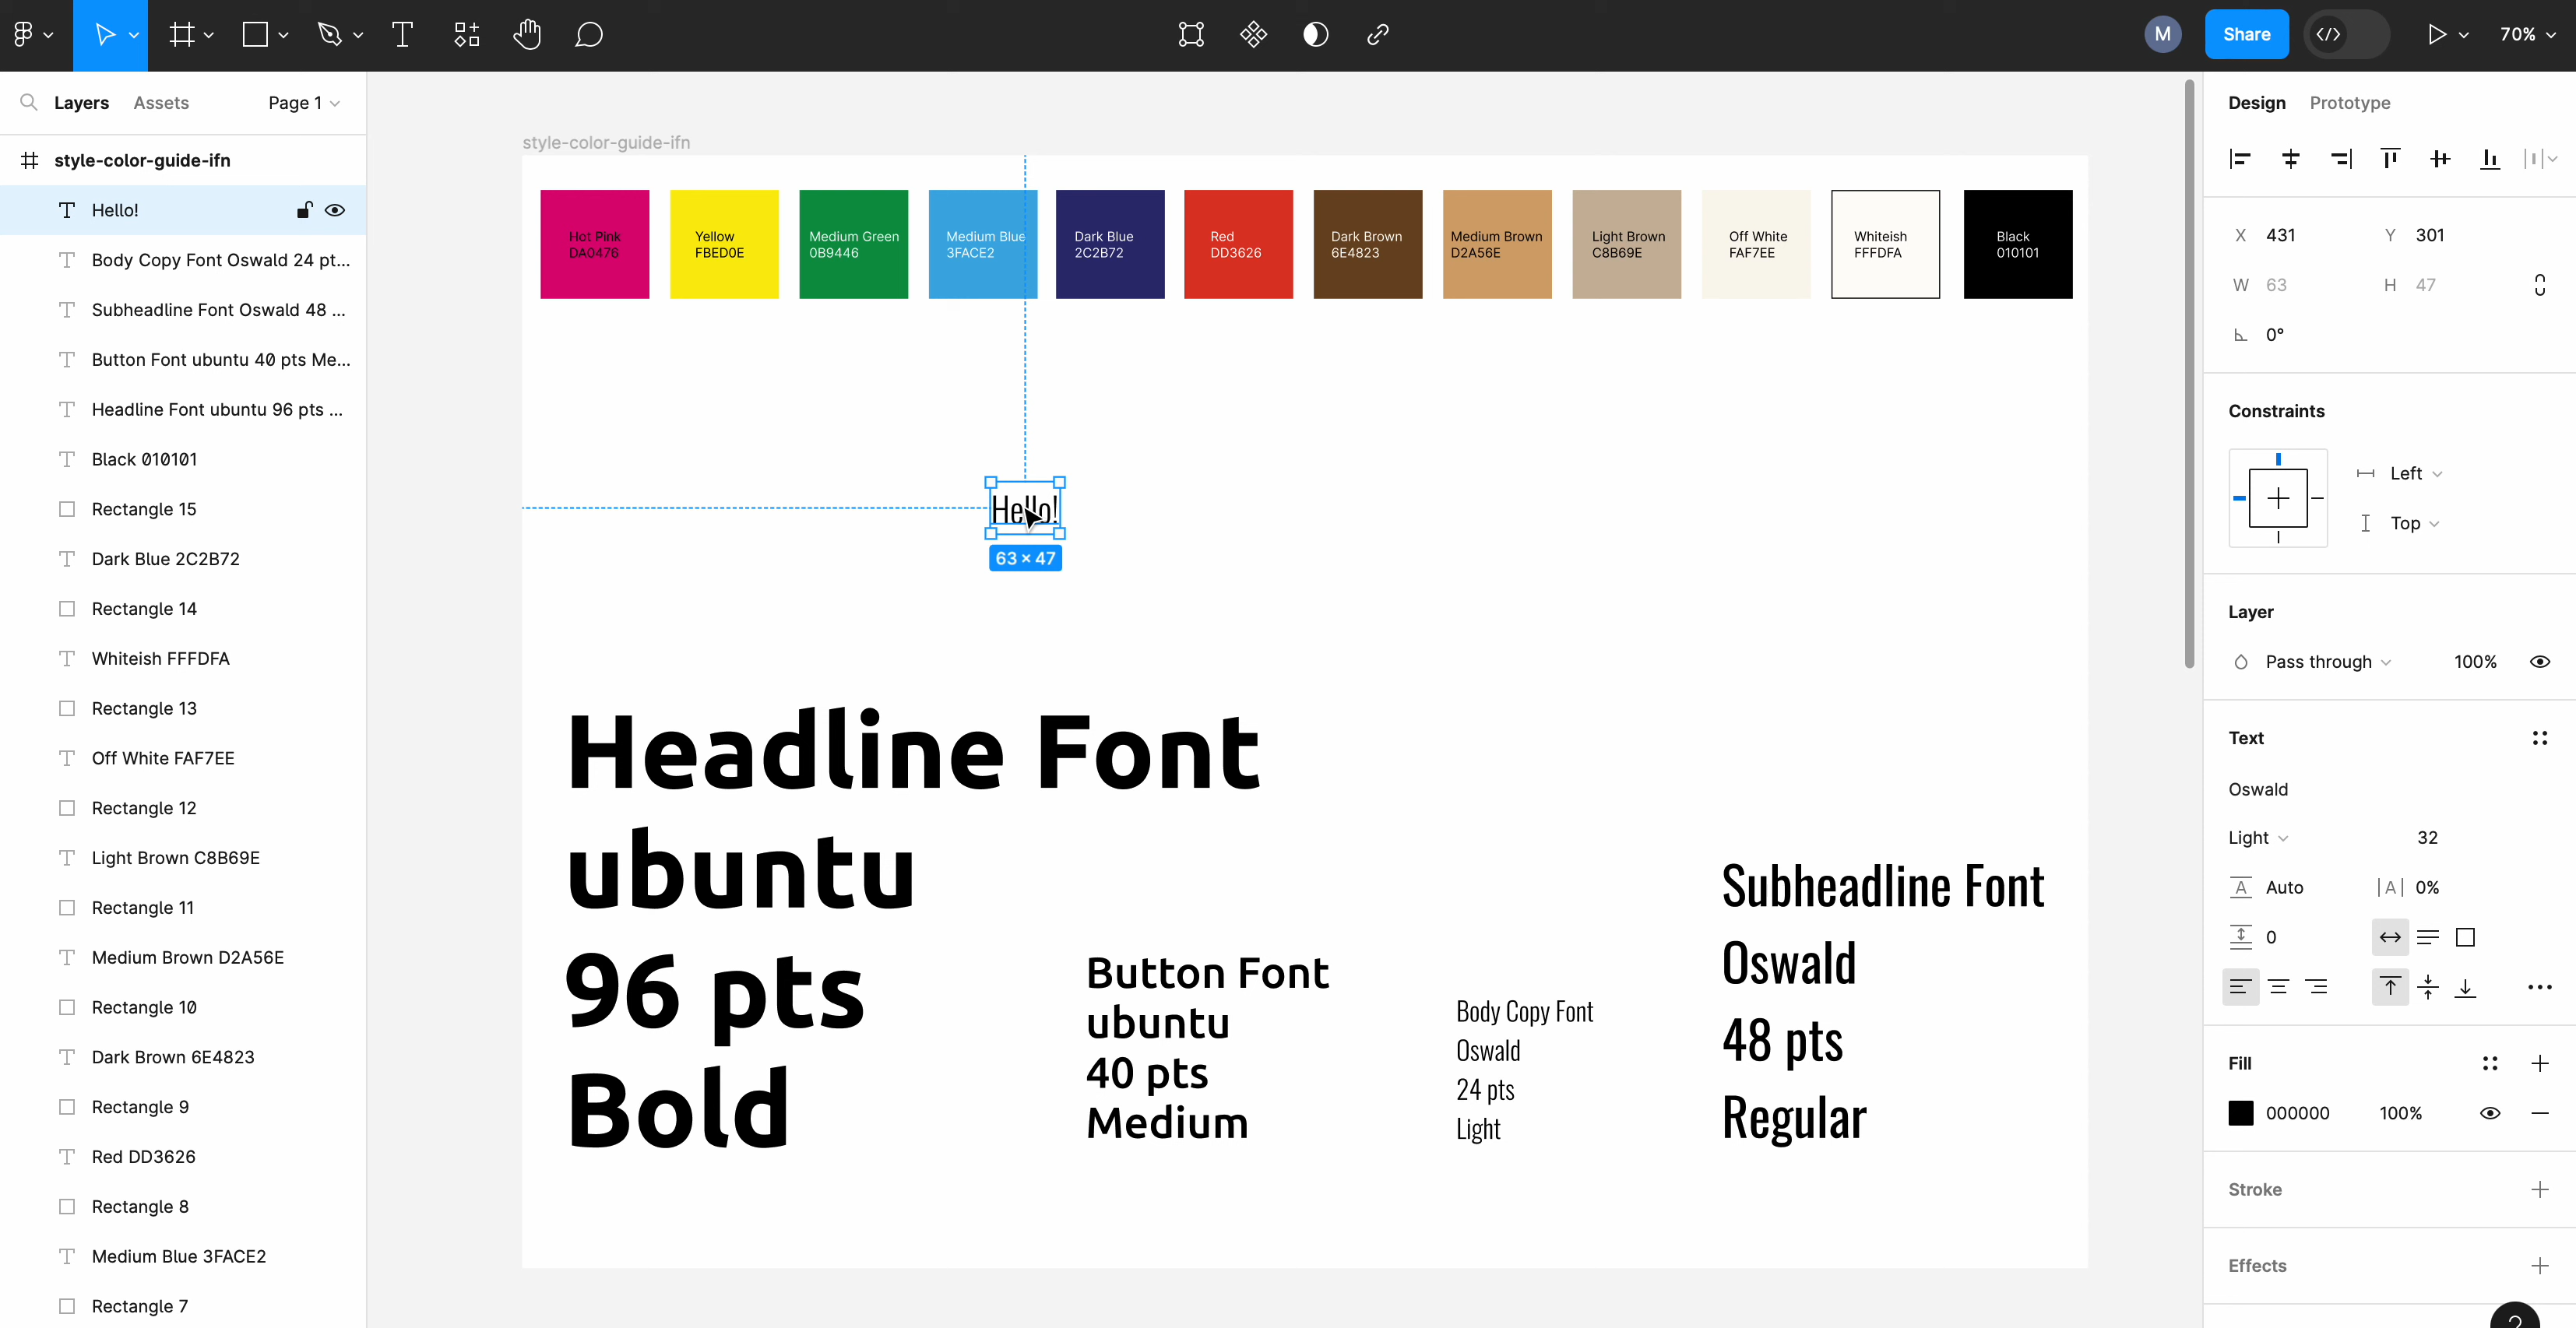 M
Share
70%
Layers
Assets
Page 1
Design
Prototype
style-color-guide-ifn
Hello!
Body Copy Font Oswald 24 pt...
Subheadline Font Oswald 48 ...
Button Font ubuntu 40 pts Me...
Headline Font ubuntu 96 pts ...
Black 010101
Rectangle 15
Dark Blue 2C2B72
Rectangle 14
Whiteish FFFDFA
Rectangle 13
Off White FAF7EE
Rectangle 12
Light Brown C8B69E
Rectangle 11
Medium Brown D2A56E
Rectangle 10
Dark Brown 6E4823
Rectangle 9
Red DD3626
Rectangle 8
Medium Blue 3FACE2
Rectangle 7
style-color-guide-ifn
Hot Pink
DA0476
Yellow
FBED0E
Medium Green
0B9446
Medium Blue
3FACE2
Dark Blue
2C2B72
Red
DD3626
Dark Brown
6E4823
Medium Brown
D2A56E
Light Brown
C8B69E
Off White
FAF7EE
Whiteish
FFFDFA
Black
010101
Hello!
63 × 47
Headline Font
ubuntu
96 pts
Bold
Button Font
ubuntu
40 pts
Medium
Body Copy Font
Oswald
24 pts
Light
Subheadline Font
Oswald
48 pts
Regular
X 431
Y 301
W 63
H 47
0°
Constraints
Left
Top
Layer
Pass through
100%
Text
Oswald
Light
32
A Auto
|A| 0%
0
Fill
000000
100%
Stroke
Effects
?